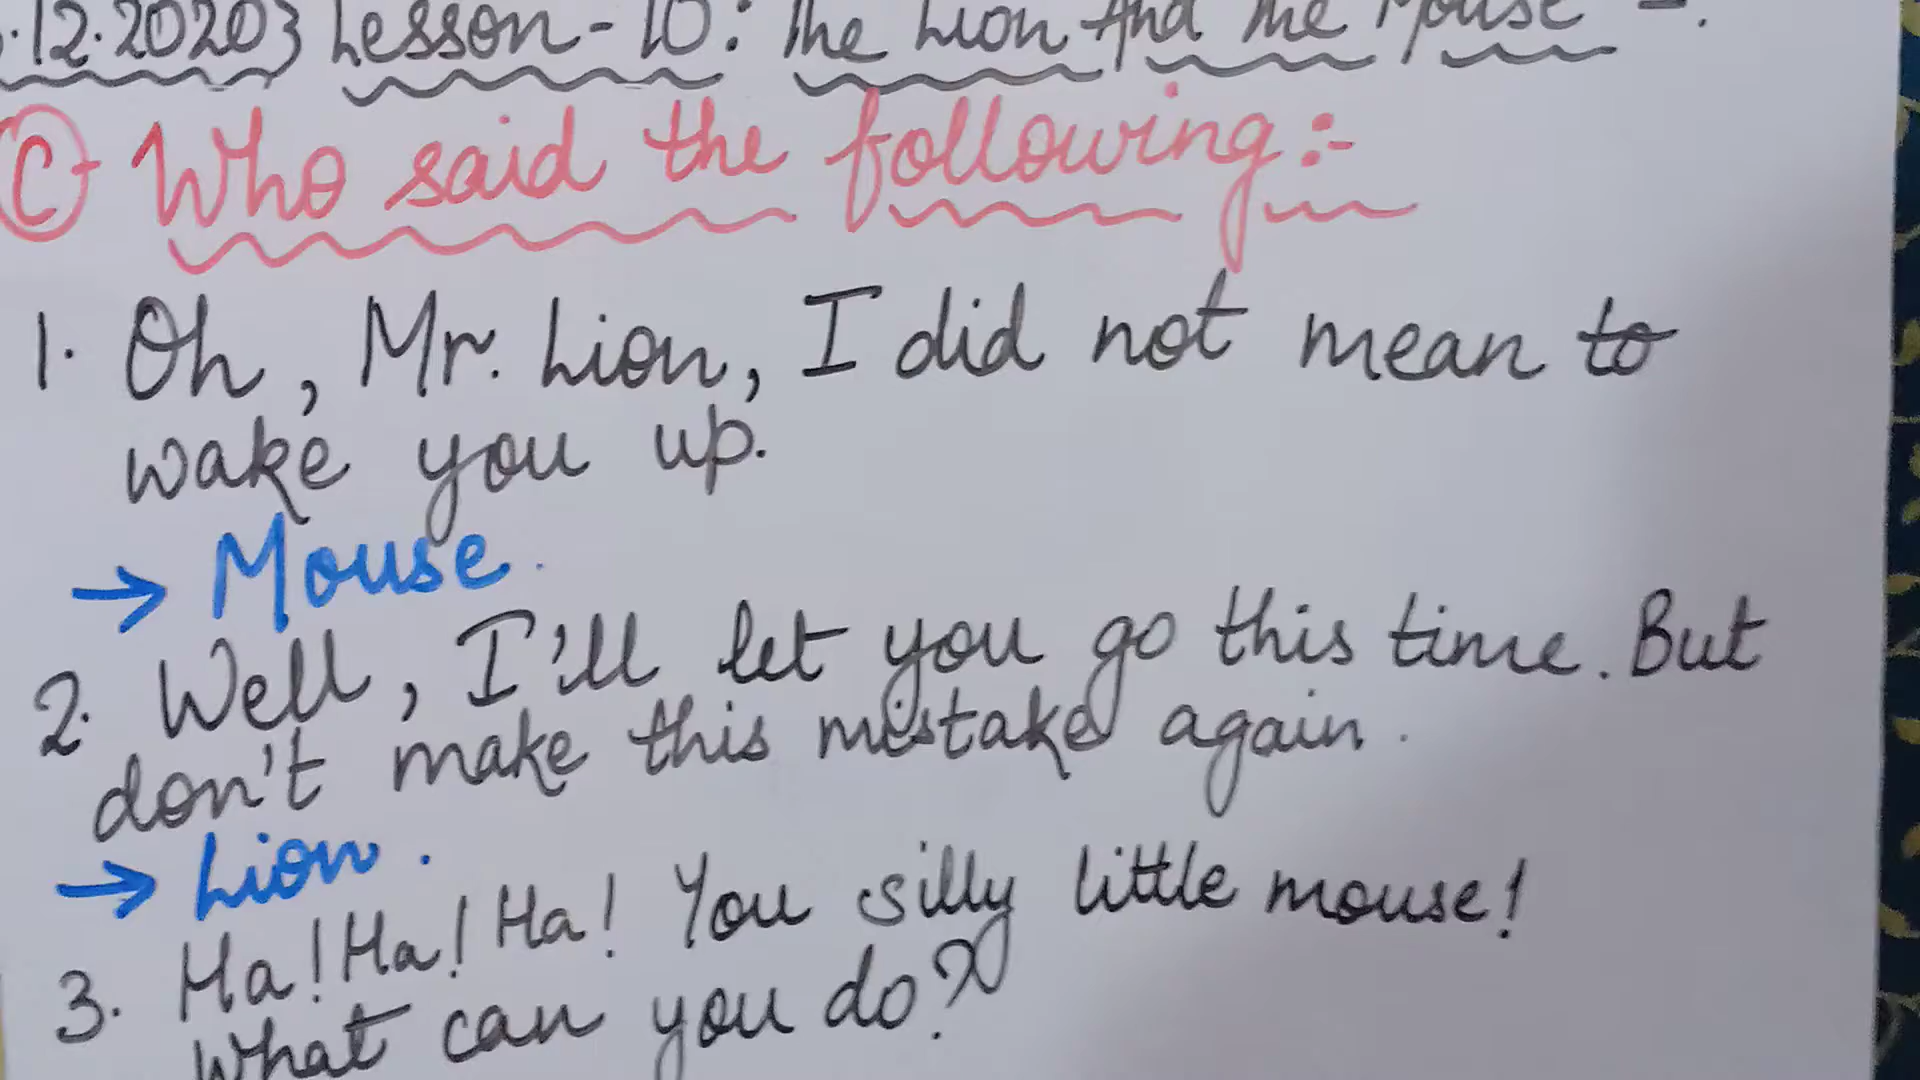 .12.2020} Lesson-10: The Lion And The Mouse -.
C Who said the following:-
1. Oh, Mr. Lion, I did not mean to
wake you up.
→ Mouse.
2. Well, I'll let you go this time. But
don't make this mistake again.
→ Lion.
3. Ha! Ha! Ha! You silly little mouse!
What can you do?